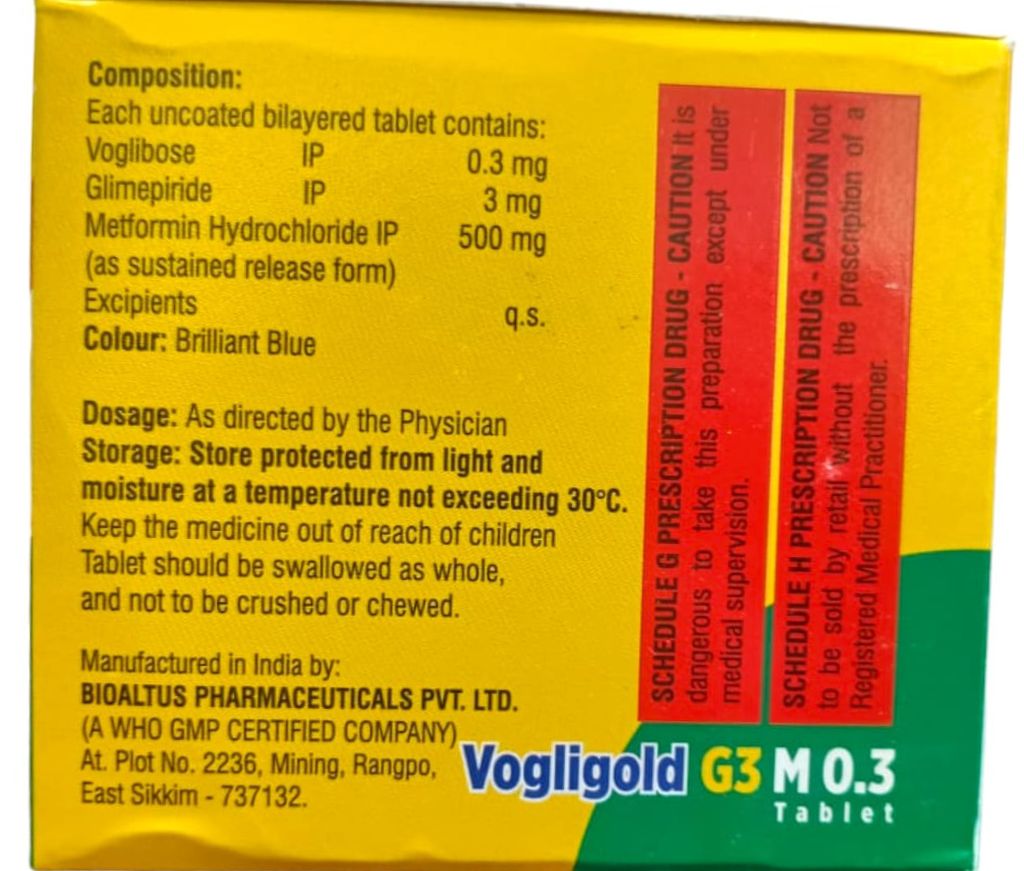 Composition:
Each uncoated bilayered tablet contains:
Voglibose IP 0.3 mg
Glimepiride IP 3 mg
Metformin Hydrochloride IP 500 mg
(as sustained release form)
Excipients q.s.
Colour: Brilliant Blue
Dosage: As directed by the Physician
Storage: Store protected from light and
moisture at a temperature not exceeding 30°C.
Keep the medicine out of reach of children
Tablet should be swallowed as whole,
and not to be crushed or chewed.
Manufactured in India by:
BIOALTUS PHARMACEUTICALS PVT. LTD.
(A WHO GMP CERTIFIED COMPANY)
At. Plot No. 2236, Mining, Rangpo,
East Sikkim - 737132.
SCHEDULE G PRESCRIPTION DRUG - CAUTION It is
dangerous to take this preparation except under
medical supervision.
SCHEDULE H PRESCRIPTION DRUG - CAUTION Not
to be sold by retail without the prescription of a
Registered Medical Practitioner.
Vogligold G3 M 0.3
Tablet